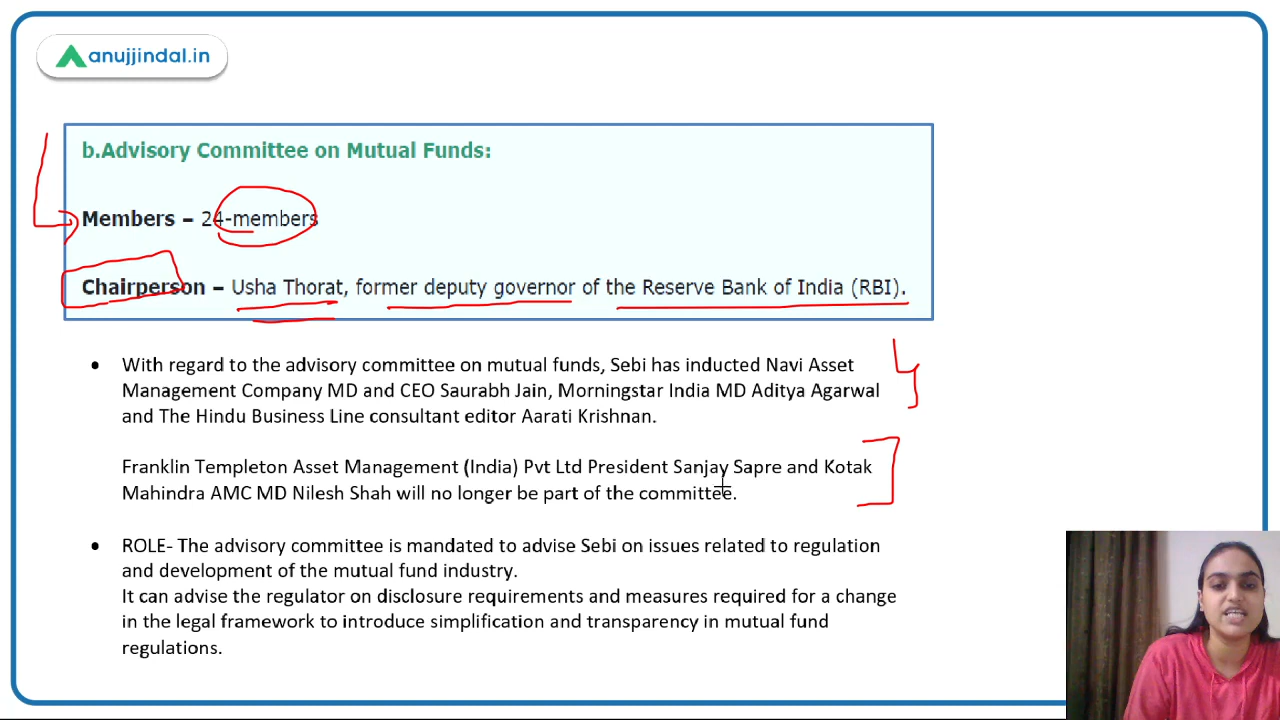 anujjindal.in
b.Advisory Committee on Mutual Funds:
Members – 24-members
Chairperson – Usha Thorat, former deputy governor of the Reserve Bank of India (RBI).
• With regard to the advisory committee on mutual funds, Sebi has inducted Navi Asset
Management Company MD and CEO Saurabh Jain, Morningstar India MD Aditya Agarwal
and The Hindu Business Line consultant editor Aarati Krishnan.
Franklin Templeton Asset Management (India) Pvt Ltd President Sanjay Sapre and Kotak
Mahindra AMC MD Nilesh Shah will no longer be part of the committee.
• ROLE- The advisory committee is mandated to advise Sebi on issues related to regulation
and development of the mutual fund industry.
It can advise the regulator on disclosure requirements and measures required for a change
in the legal framework to introduce simplification and transparency in mutual fund
regulations.